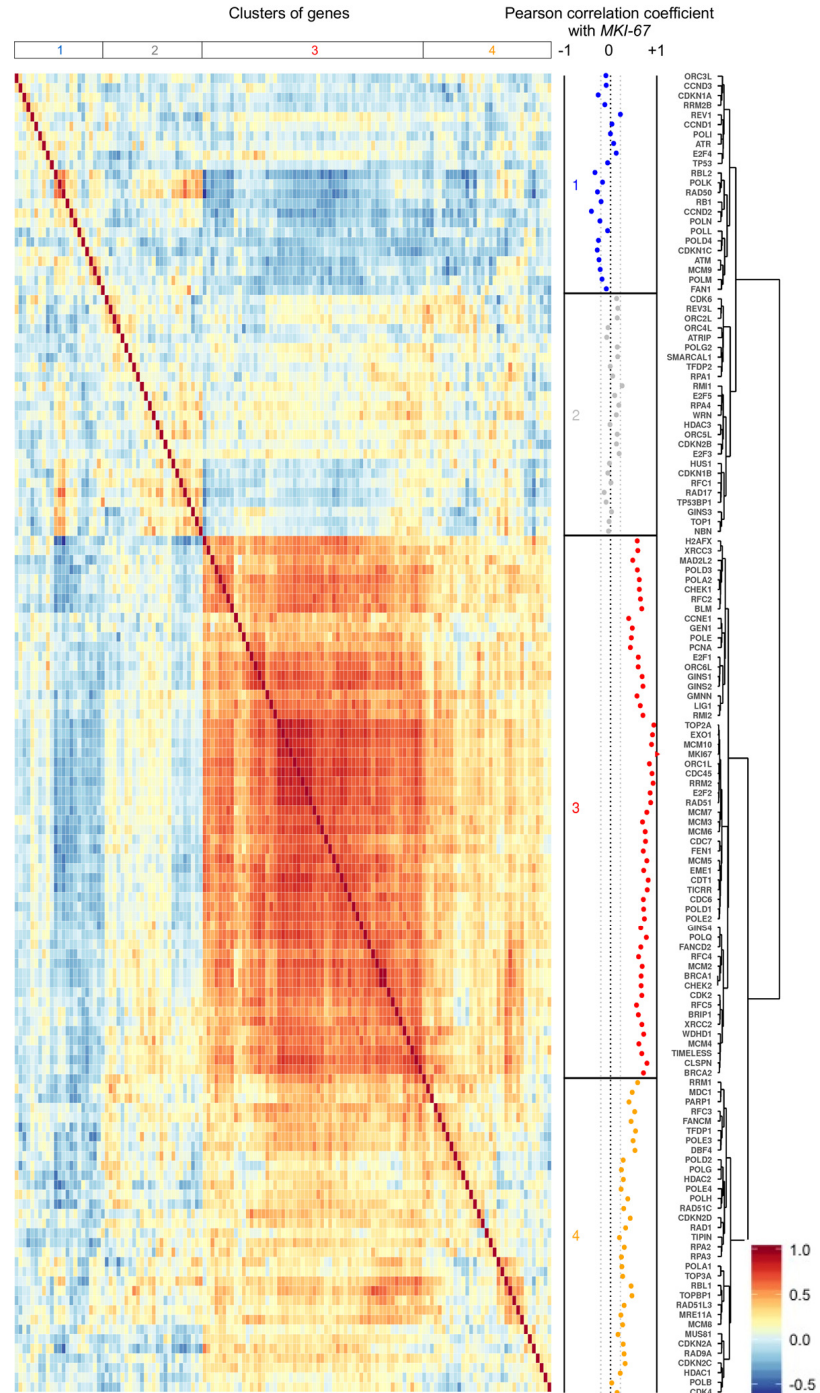 Clusters of genes
Pearson correlation coefficient
with MKI-67
1 2 3 4
-1 0 +1
ORC3L
CCND3
CDKN1A
RRM2B
REV1
CCND1
POLI
ATR
E2F4
TP53
RBL2
POLK
RAD50
RB1
CCND2
POLN
POLL
POLD4
CDKN1C
ATM
MCM9
POLM
FAN1
1
CDK6
REV3L
ORC2L
ORC4L
ATRIP
POLG2
SMARCAL1
TFDP2
RPA1
RMI1
E2F5
RPA4
WRN
HDAC3
ORC5L
CDKN2B
E2F3
HUS1
CDKN1B
RFC1
RAD17
TP53BP1
GINS3
TOP1
NBN
2
H2AFX
XRCC3
MAD2L2
POLD3
POLA2
CHEK1
RFC2
BLM
CCNE1
GEN1
POLE
PCNA
E2F1
ORC6L
GINS1
GINS2
GMNN
LIG1
RMI2
TOP2A
EXO1
MCM10
MKI67
ORC1L
CDC45
RRM2
E2F2
RAD51
MCM7
MCM3
MCM6
CDC7
FEN1
MCM5
EME1
CDT1
TICRR
CDC6
POLD1
POLE2
GINS4
POLQ
FANCD2
RFC4
MCM2
BRCA1
CHEK2
CDK2
RFC5
BRIP1
XRCC2
WDHD1
MCM4
TIMELESS
CLSPN
BRCA2
3
RRM1
MDC1
PARP1
RFC3
FANCM
TFDP1
POLE3
DBF4
POLD2
POLG
HDAC2
POLE4
POLH
RAD51C
CDKN2D
RAD1
TIPIN
RPA2
RPA3
POLA1
TOP3A
RBL1
TOPBP1
RAD51L3
MRE11A
MCM8
MUS81
CDKN2A
RAD9A
CDKN2C
HDAC1
POLB
CDK4
4
1.0
0.5
0.0
-0.5